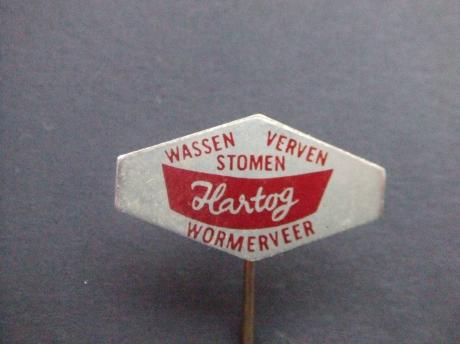 WASSEN VERVEN
STOMEN
Hartog
WORMERVEER